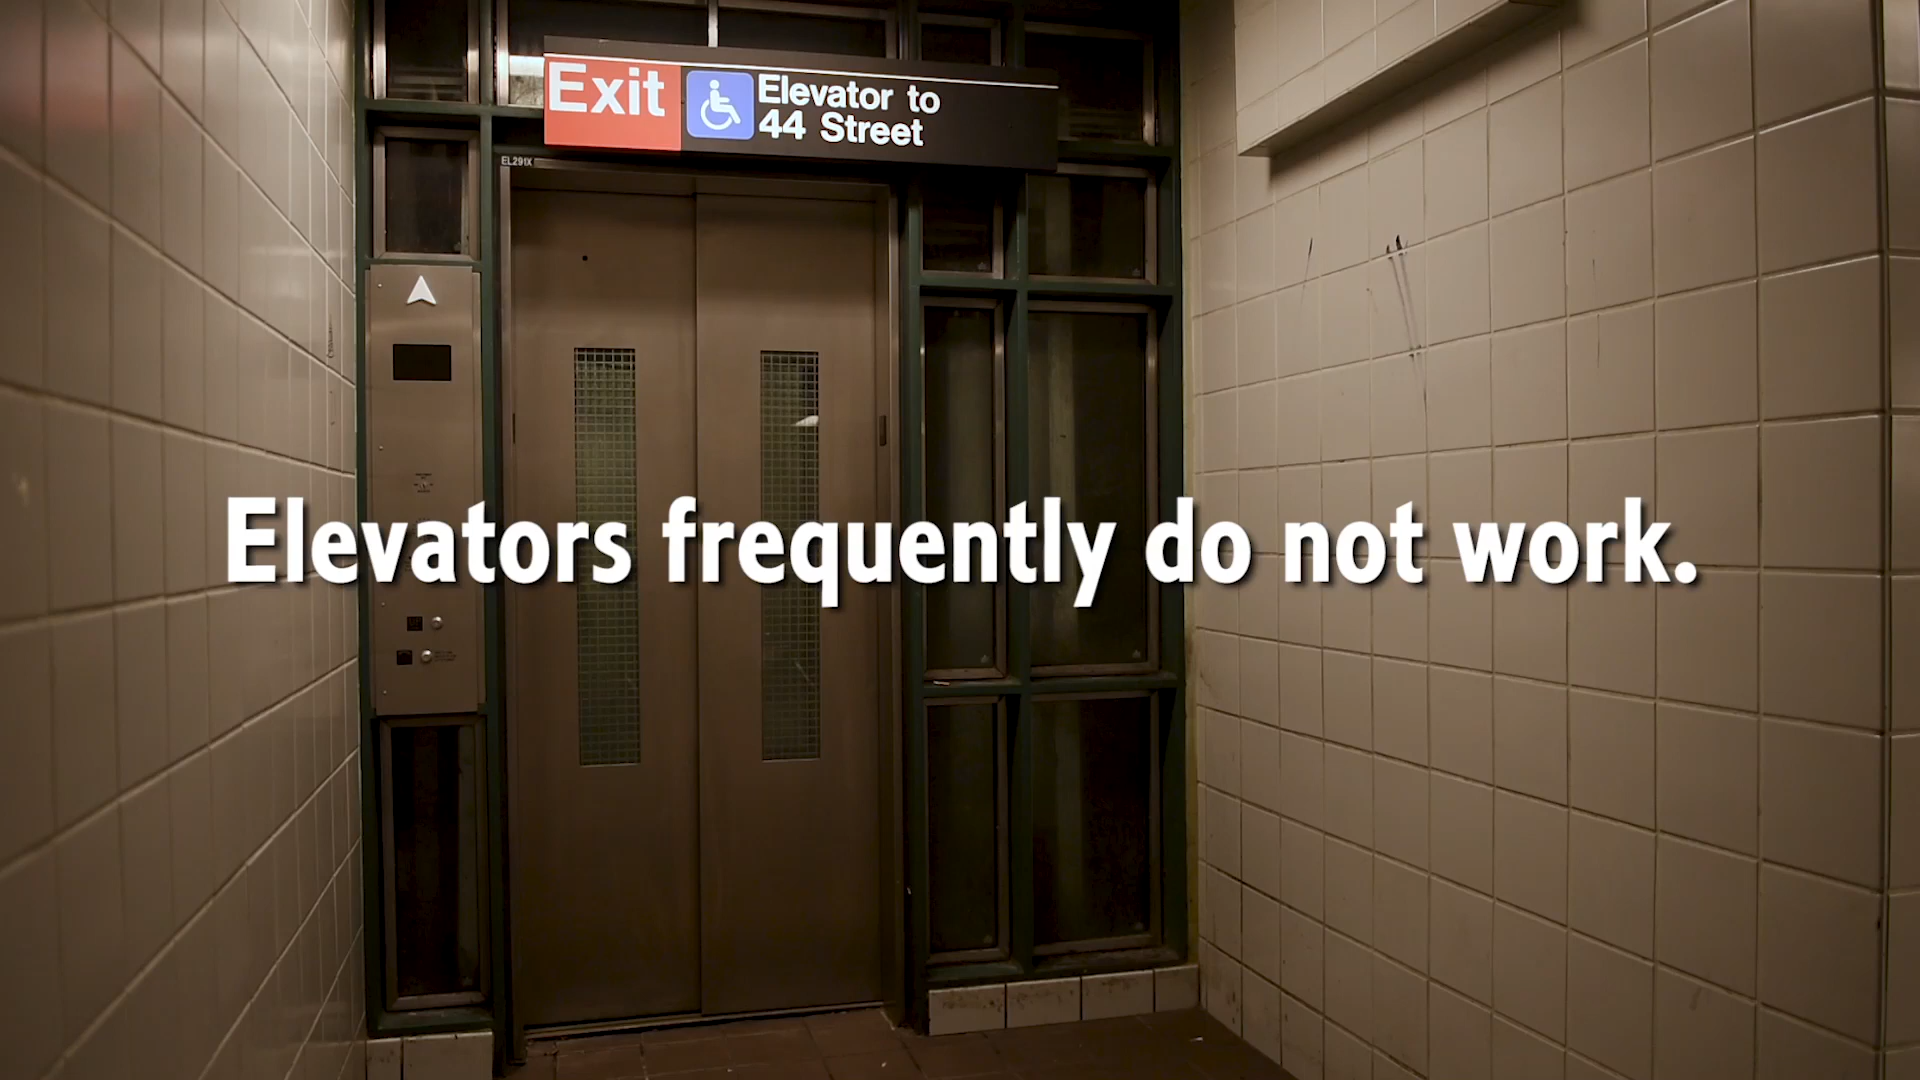 Exit
Elevator to
44 Street
EL291X
Elevators frequently do not work.